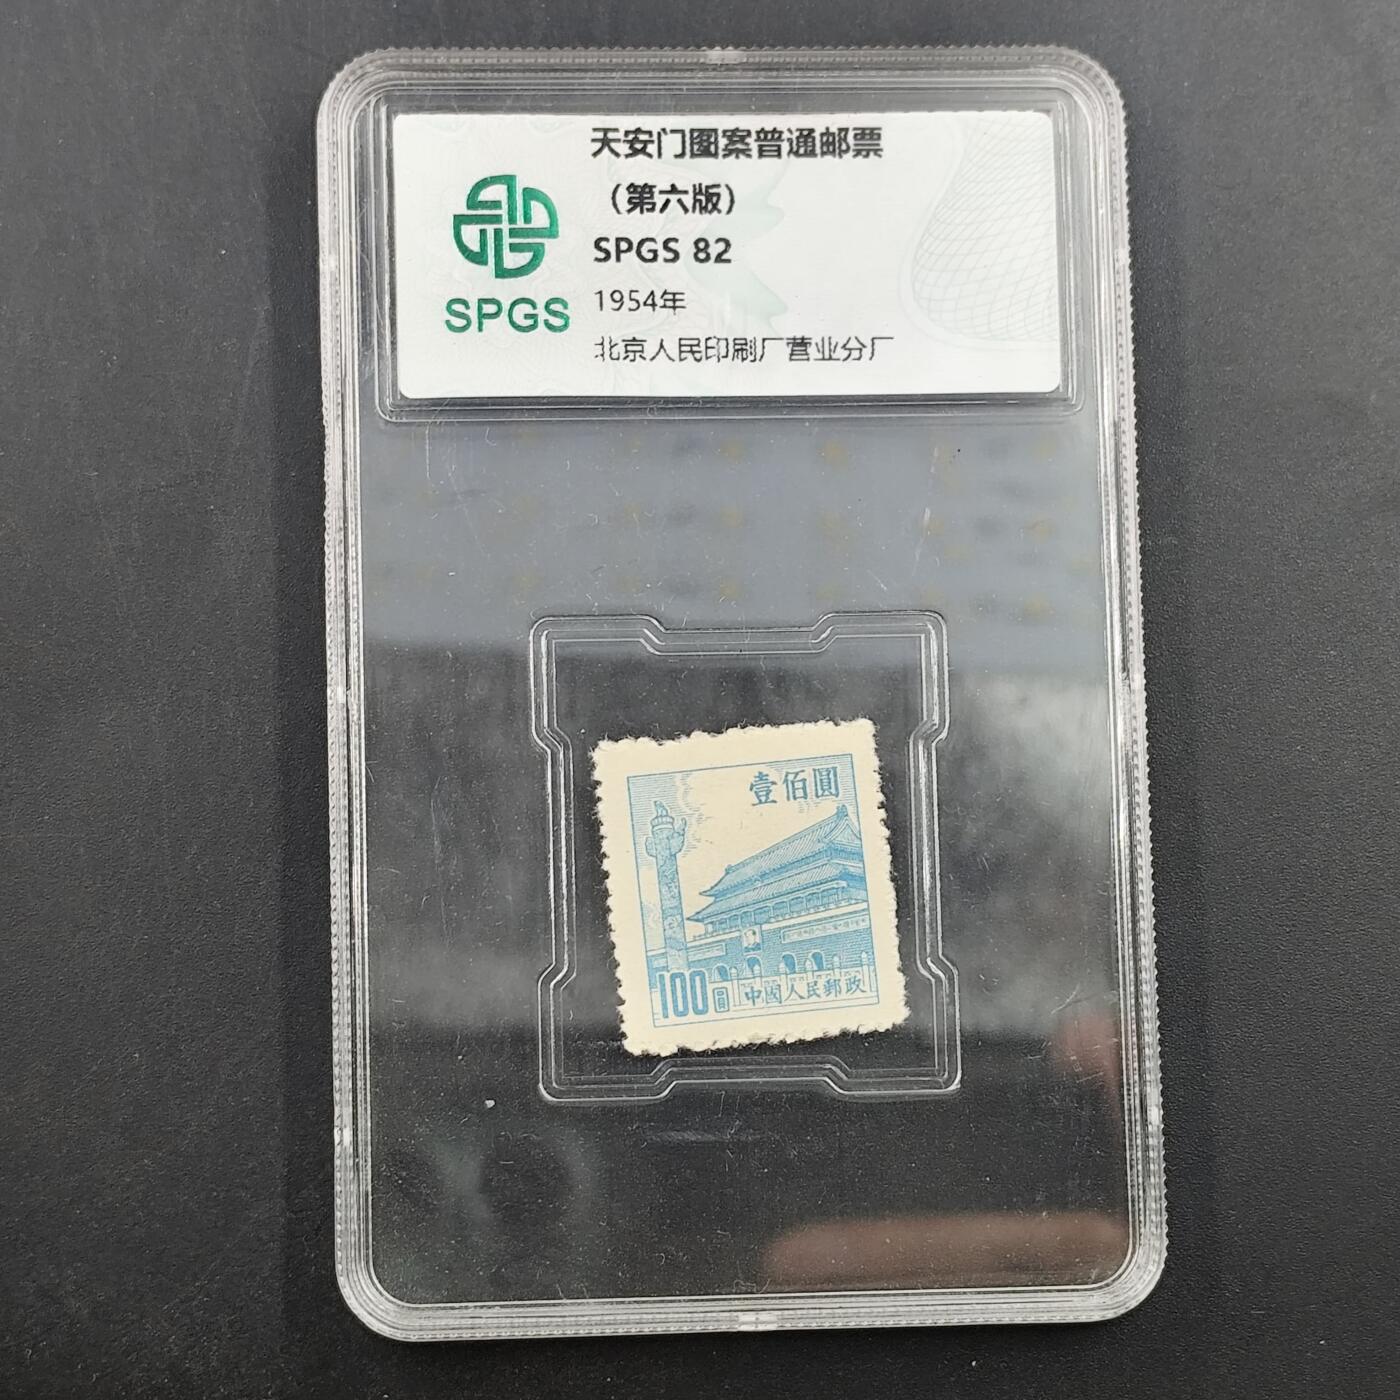 天安门图案普通邮票
（第六版）
SPGS 82
1954年
北京人民印刷厂营业分厂
SPGS
壹佰圓
100圓
中國人民郵政